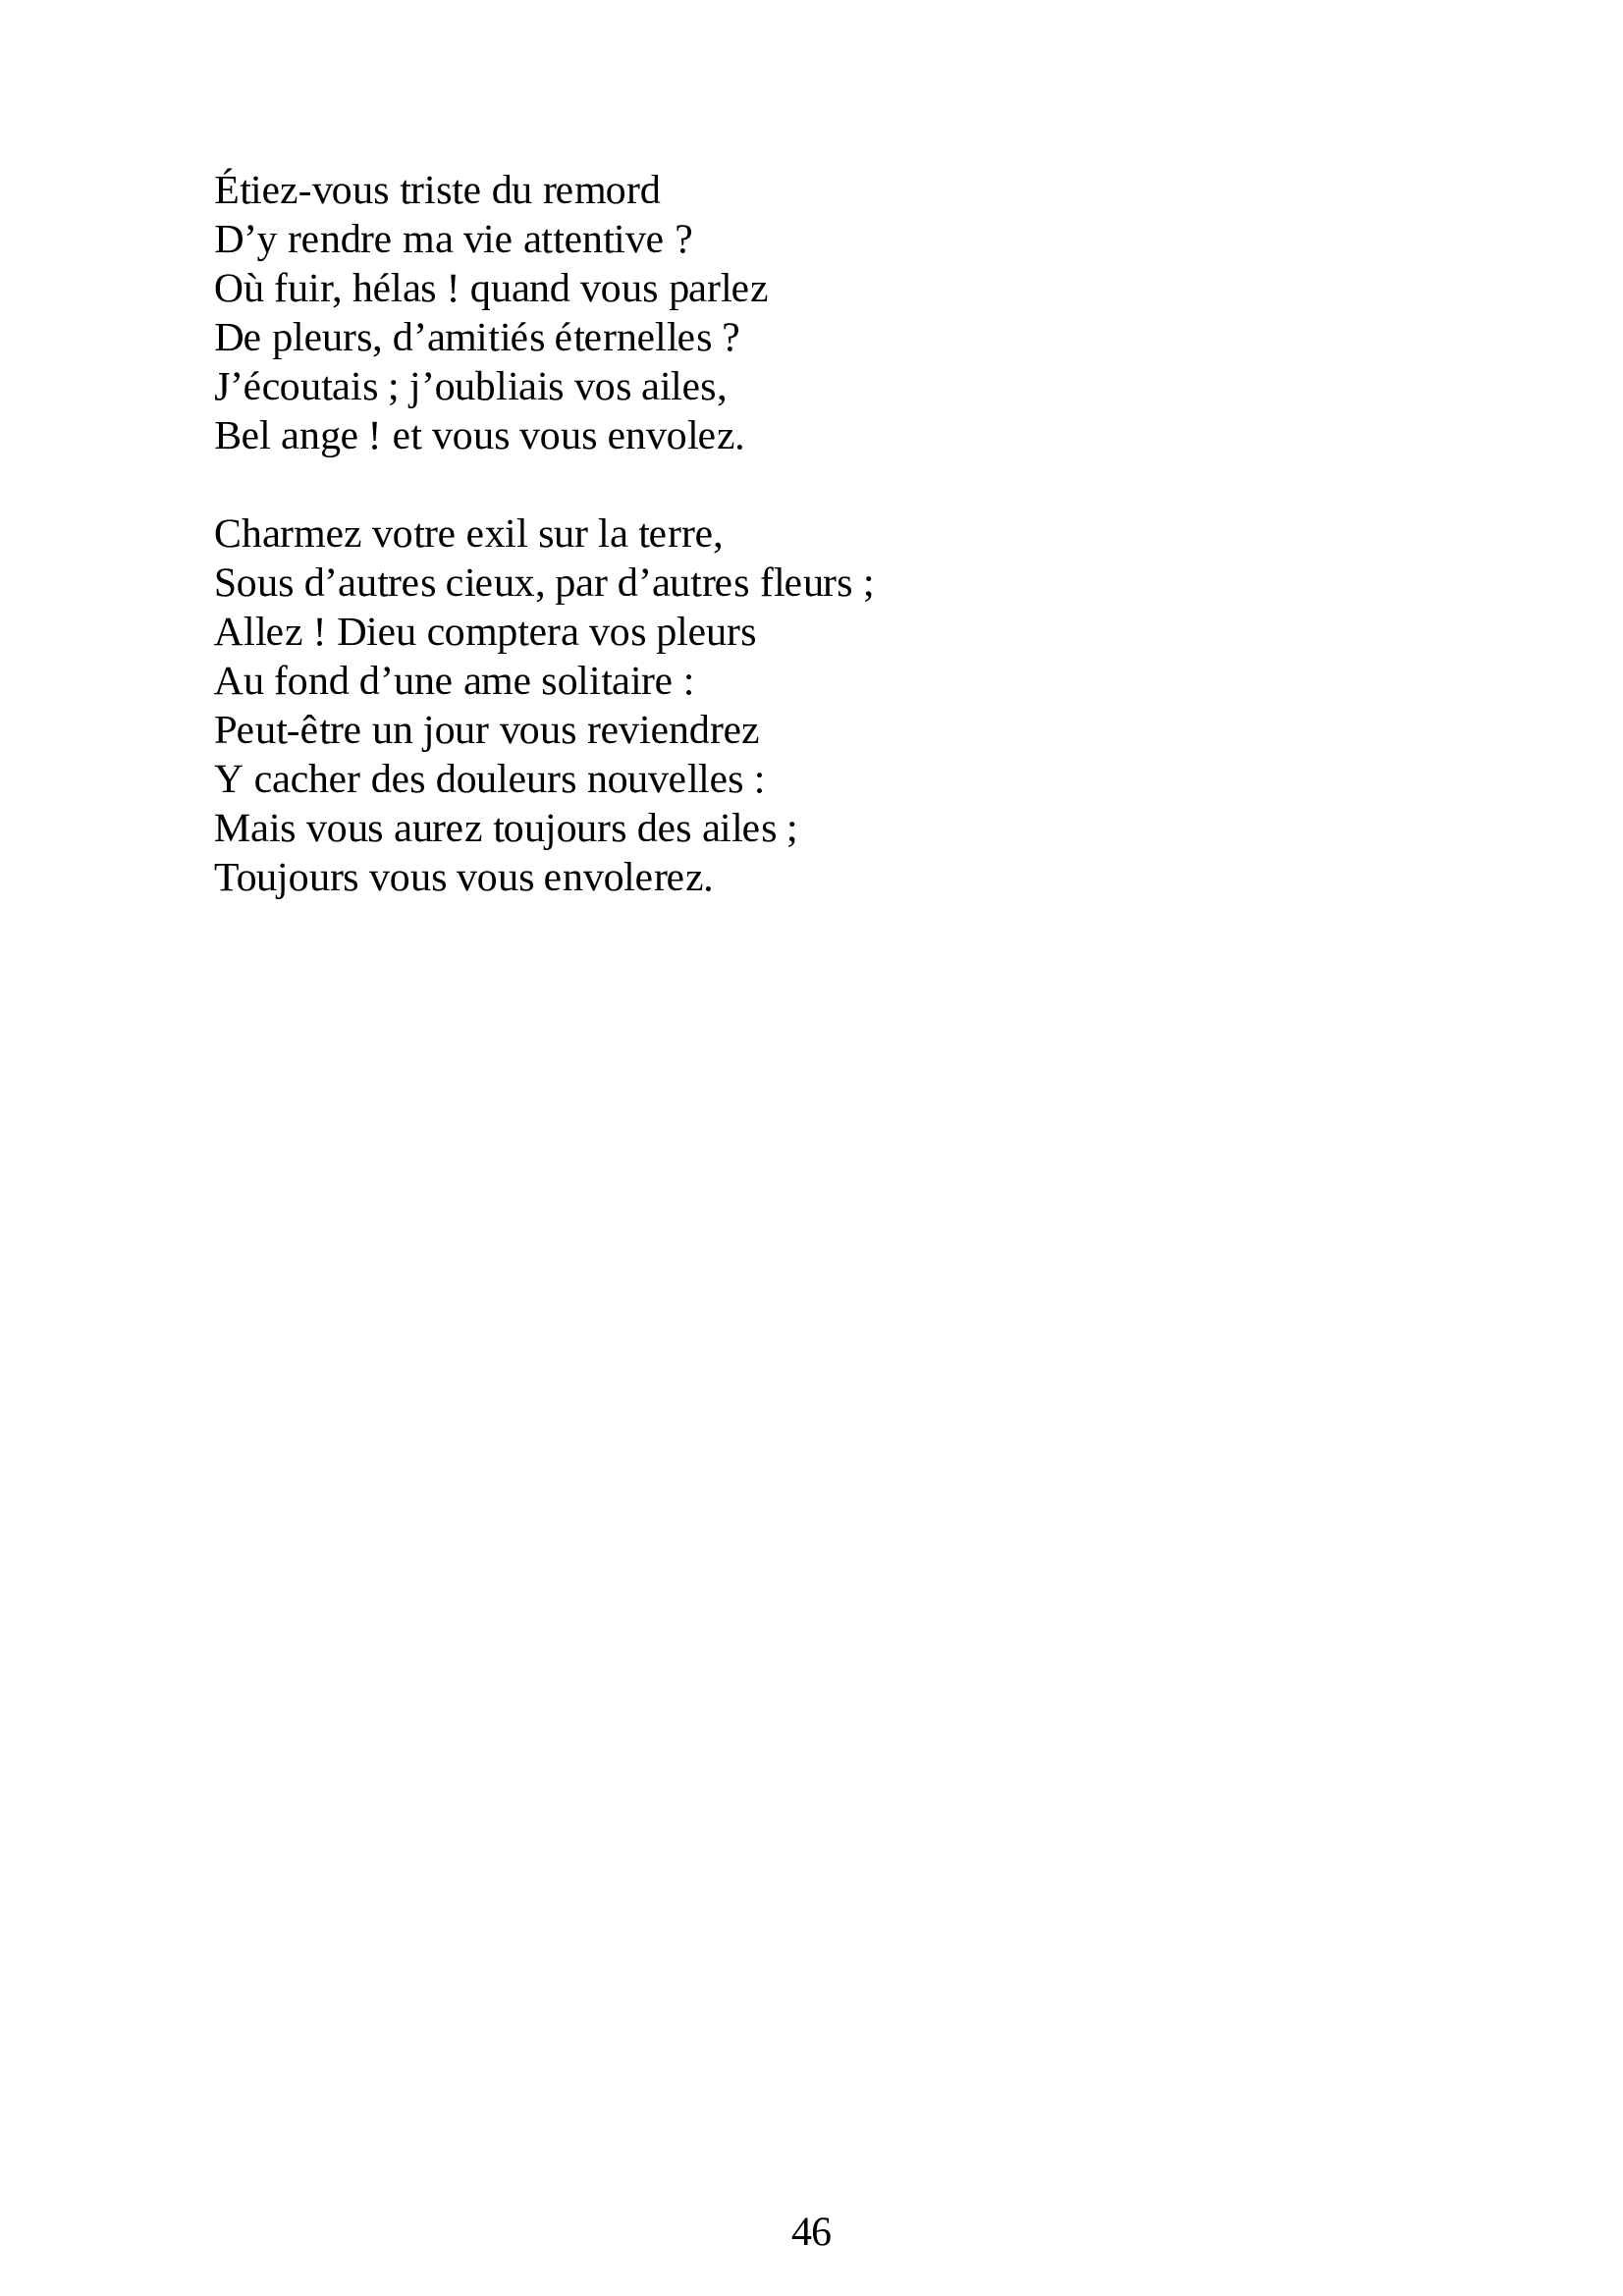 Étiez-vous triste du remord
D’y rendre ma vie attentive ?
Où fuir, hélas ! quand vous parlez
De pleurs, d’amitiés éternelles ?
J’écoutais ; j’oubliais vos ailes,
Bel ange ! et vous vous envolez.

Charmez votre exil sur la terre,
Sous d’autres cieux, par d’autres fleurs ;
Allez ! Dieu comptera vos pleurs
Au fond d’une ame solitaire :
Peut-être un jour vous reviendrez
Y cacher des douleurs nouvelles :
Mais vous aurez toujours des ailes ;
Toujours vous vous envolerez.

46